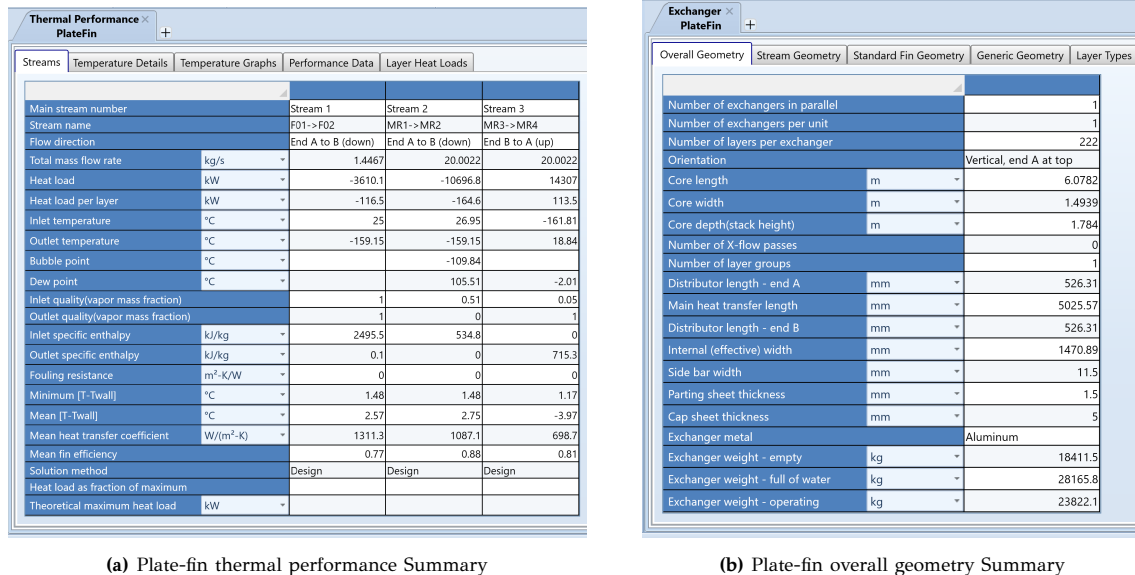 Thermal Performance ×
PlateFin
+
Streams Temperature Details Temperature Graphs Performance Data Layer Heat Loads
Main stream number Stream 1 Stream 2 Stream 3
Stream name F01->F02 MR1->MR2 MR3->MR4
Flow direction End A to B (down) End A to B (down) End B to A (up)
Total mass flow rate kg/s 1.4467 20.0022 20.0022
Heat load kW -3610.1 -10696.8 14307
Heat load per layer kW -116.5 -164.6 113.5
Inlet temperature °C 25 26.95 -161.81
Outlet temperature °C -159.15 -159.15 18.84
Bubble point °C -109.84
Dew point °C 105.51 -2.01
Inlet quality(vapor mass fraction) 1 0.51 0.05
Outlet quality(vapor mass fraction) 1 0 1
Inlet specific enthalpy kJ/kg 2495.5 534.8 0
Outlet specific enthalpy kJ/kg 0.1 0 715.3
Fouling resistance m²-K/W 0 0 0
Minimum [T-Twall] °C 1.48 1.48 1.17
Mean [T-Twall] °C 2.57 2.75 -3.97
Mean heat transfer coefficient W/(m²-K) 1311.3 1087.1 698.7
Mean fin efficiency 0.77 0.88 0.81
Solution method Design Design Design
Heat load as fraction of maximum
Theoretical maximum heat load kW
(a) Plate-fin thermal performance Summary
Exchanger ×
PlateFin
+
Overall Geometry Stream Geometry Standard Fin Geometry Generic Geometry Layer Types
Number of exchangers in parallel 1
Number of exchangers per unit 1
Number of layers per exchanger 222
Orientation Vertical, end A at top
Core length m 6.0782
Core width m 1.4939
Core depth(stack height) m 1.784
Number of X-flow passes 0
Number of layer groups 1
Distributor length - end A mm 526.31
Main heat transfer length mm 5025.57
Distributor length - end B mm 526.31
Internal (effective) width mm 1470.89
Side bar width mm 11.5
Parting sheet thickness mm 1.5
Cap sheet thickness mm 5
Exchanger metal Aluminum
Exchanger weight - empty kg 18411.5
Exchanger weight - full of water kg 28165.8
Exchanger weight - operating kg 23822.1
(b) Plate-fin overall geometry Summary